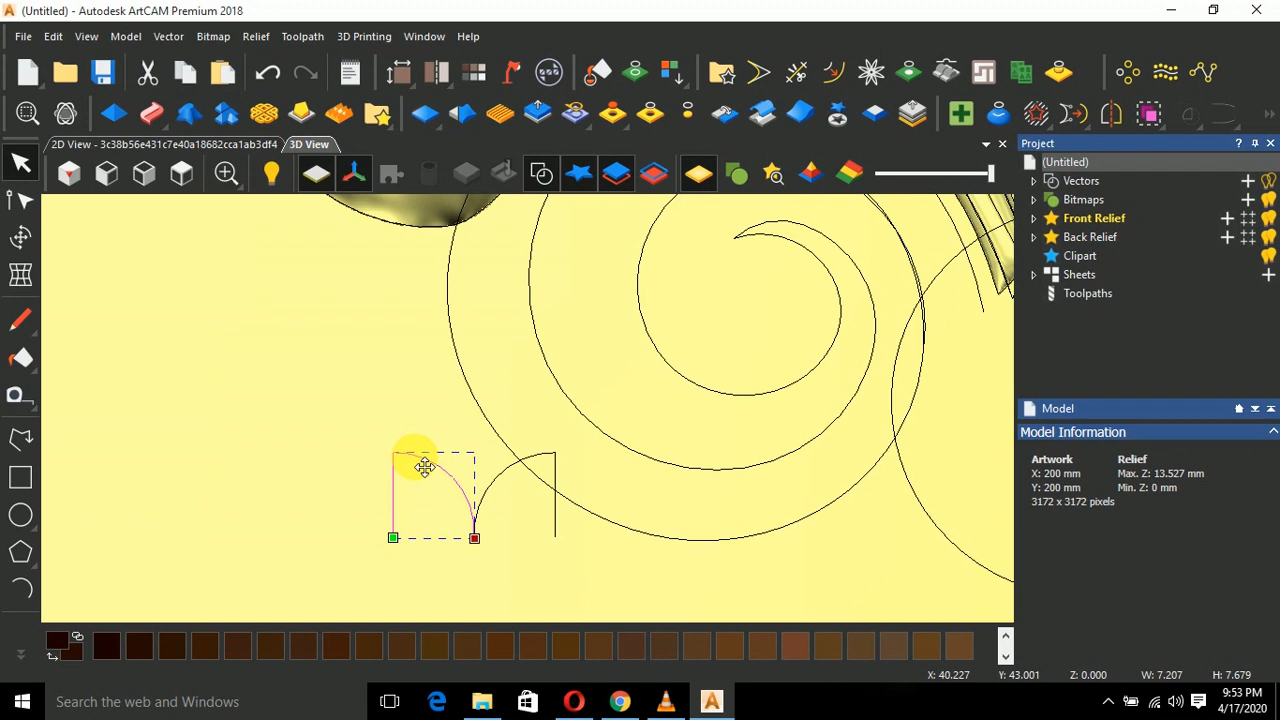 (Untitled) - Autodesk ArtCAM Premium 2018
File Edit View Model Vector Bitmap Relief Toolpath 3D Printing Window Help
2D View - 3c38b56e431c7e40a18682cca1ab3df4 3D View
Project
(Untitled)
Vectors
Bitmaps
Front Relief
Back Relief
Clipart
Sheets
Toolpaths
Model
Model Information
Artwork Relief
X: 200 mm Max. Z: 13.527 mm
Y: 200 mm Min. Z: 0 mm
3172 x 3172 pixels
X: 40.227 Y: 43.001 Z: 0.000 W: 7.207 H: 7.679
Search the web and Windows
9:53 PM
4/17/2020